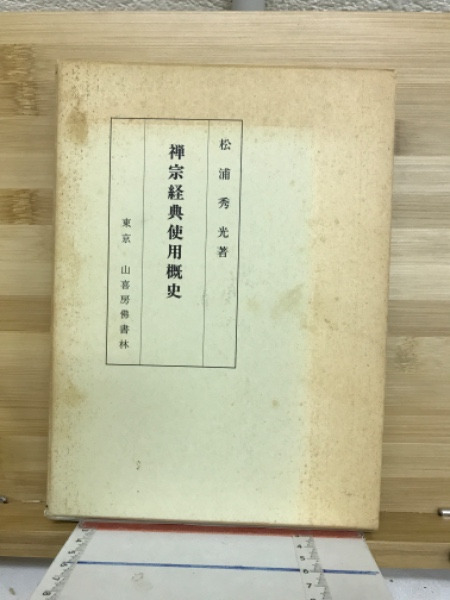 松浦秀光著
禅宗経典使用概史
東京 山喜房佛書林